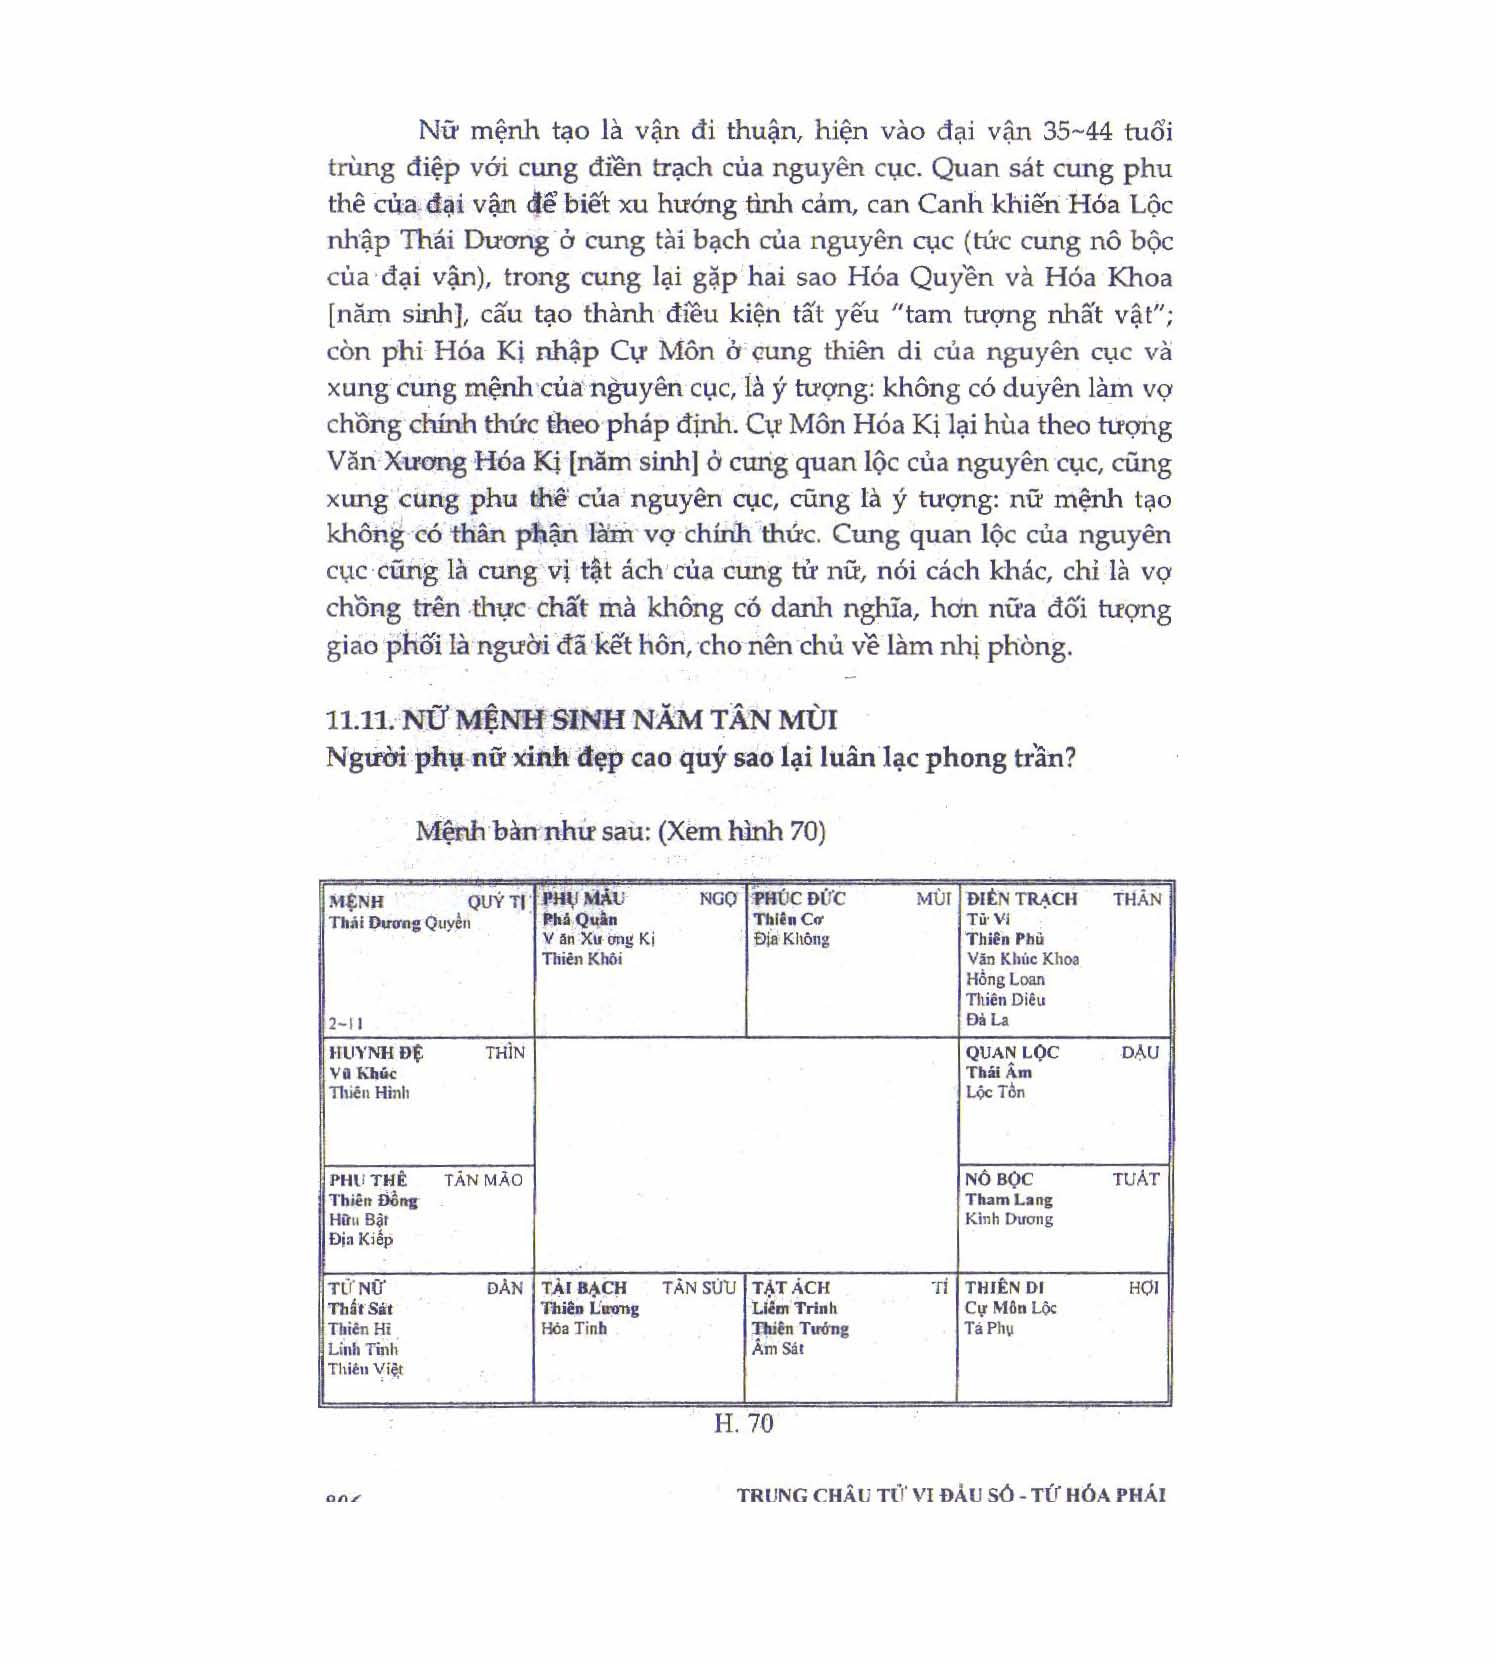 Nữ mệnh tạo là vận đi thuận, hiện vào đại vận 35~44 tuổi
trùng điệp với cung điền trạch của nguyên cục. Quan sát cung phu
thê của đại vận để biết xu hướng tình cảm, can Canh khiến Hóa Lộc
nhập Thái Dương ở cung tài bạch của nguyên cục (tức cung nô bộc
của đại vận), trong cung lại gặp hai sao Hóa Quyền và Hóa Khoa
[năm sinh], cấu tạo thành điều kiện tất yếu "tam tượng nhất vật";
còn phi Hóa Kị nhập Cự Môn ở cung thiên di của nguyên cục và
xung cung mệnh của nguyên cục, là ý tượng: không có duyên làm vợ
chồng chính thức theo pháp định. Cự Môn Hóa Kị lại hùa theo tượng
Văn Xương Hóa Kị [năm sinh] ở cung quan lộc của nguyên cục, cũng
xung cung phu thê của nguyên cục, cũng là ý tượng: nữ mệnh tạo
không có thân phận làm vợ chính thức. Cung quan lộc của nguyên
cục cũng là cung vị tật ách của cung tử nữ, nói cách khác, chỉ là vợ
chồng trên thực chất mà không có danh nghĩa, hơn nữa đối tượng
giao phối là người đã kết hôn, cho nên chủ về làm nhị phòng.
11.11. NỮ MỆNH SINH NĂM TÂN MÙI
Người phụ nữ xinh đẹp cao quý sao lại luân lạc phong trần?
Mệnh bàn như sau: (Xem hình 70)
MỆNH QUÝ TỊ
Thái Dương Quyền
2~11
PHỤ MẪU NGỌ
Phá Quân
Văn Xương Kị
Thiên Khôi
PHÚC ĐỨC MÙI
Thiên Cơ
Địa Không
ĐIỀN TRẠCH THÂN
Tử Vi
Thiên Phủ
Văn Khúc Khoa
Hồng Loan
Thiên Diêu
Đà La
HUYNH ĐỆ THÌN
Vũ Khúc
Thiên Hình
QUAN LỘC DẬU
Thái Âm
Lộc Tồn
PHU THÊ TÂN MÃO
Thiên Đồng
Hữu Bật
Địa Kiếp
NÔ BỘC TUẤT
Tham Lang
Kình Dương
TỬ NỮ DẦN
Thất Sát
Thiên Hỉ
Linh Tinh
Thiên Việt
TÀI BẠCH TÂN SỬU
Thiên Lương
Hỏa Tinh
TẬT ÁCH TÍ
Liêm Trinh
Thiên Tướng
Âm Sát
THIÊN DI HỢI
Cự Môn Lộc
Tả Phụ
H. 70
TRUNG CHÂU TỬ VI ĐẨU SỐ - TỨ HÓA PHÁI